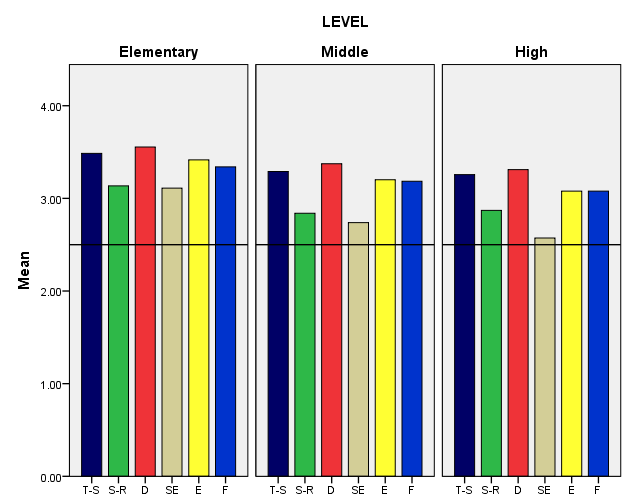 LEVEL
Elementary Middle High
Mean
4.00
3.00
2.00
1.00
0.00
T-S S-R D SE E F T-S S-R D SE E F T-S S-R D SE E F